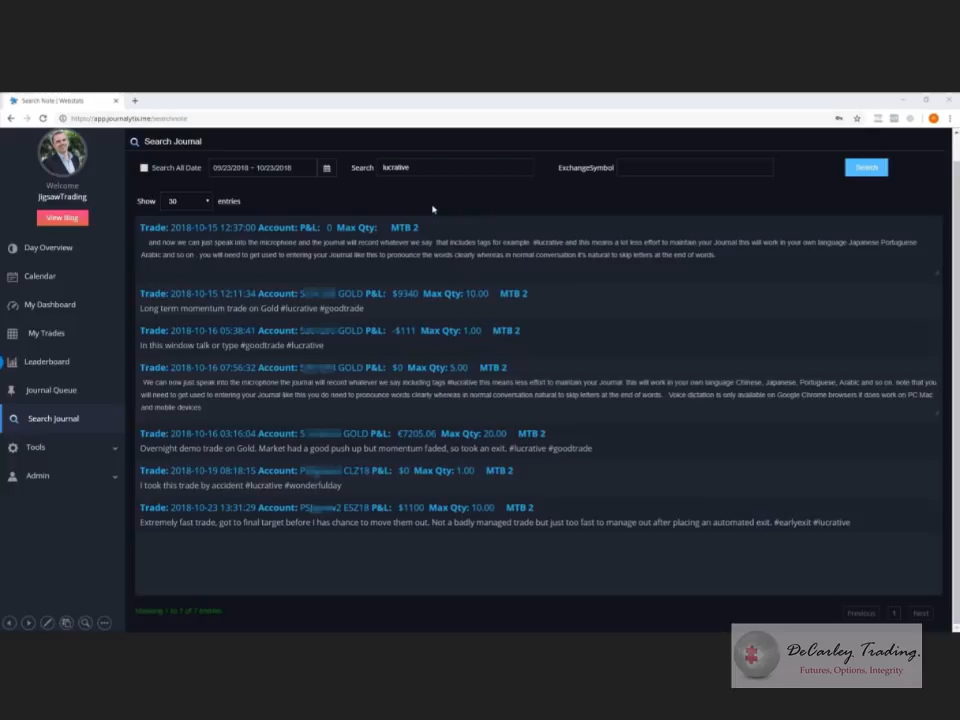 Search Note | Webstats
https://app.journalytix.me/searchnote
Welcome
JigsawTrading
View Blog
Day Overview
Calendar
My Dashboard
My Trades
Leaderboard
Journal Queue
Search Journal
Tools
Admin
Search Journal
Search All Date 09/23/2018 - 10/23/2018 Search lucrative ExchangeSymbol Search
Show 30 entries
Trade: 2018-10-15 12:37:00 Account: P&L: 0 Max Qty: MTB 2
and now we can just speak into the microphone and the journal will record whatever we say that includes tags for example. #lucrative and this means a lot less effort to maintain your Journal this will work in your own language Japanese Portuguese
Arabic and so on . you will need to get used to entering your Journal like this to pronounce the words clearly whereas in normal conversation it's natural to skip letters at the end of words.
Trade: 2018-10-15 12:11:34 Account: S GOLD P&L: $9340 Max Qty: 10.00 MTB 2
Long term momentum trade on Gold #lucrative #goodtrade
Trade: 2018-10-16 05:38:41 Account: GOLD P&L: -$111 Max Qty: 1.00 MTB 2
In this window talk or type #goodtrade #lucrative
Trade: 2018-10-16 07:56:32 Account: GOLD P&L: $0 Max Qty: 5.00 MTB 2
We can now just speak into the microphone the journal will record whatever we say including tags #lucrative this means less effort to maintain your Journal. this will work in your own language Chinese, Japanese, Portuguese, Arabic and so on. note that you
will need to get used to entering your Journal like this you do need to pronounce words clearly whereas in normal conversation natural to skip letters at the end of words. Voice dictation is only available on Google Chrome browsers it does work on PC Mac
and mobile devices
Trade: 2018-10-16 03:16:04 Account: S GOLD P&L: €7205.06 Max Qty: 20.00 MTB 2
Overnight demo trade on Gold. Market had a good push up but momentum faded, so took an exit. #lucrative #goodtrade
Trade: 2018-10-19 08:18:15 Account: P CLZ18 P&L: $0 Max Qty: 1.00 MTB 2
I took this trade by accident #lucrative #wonderfulday
Trade: 2018-10-23 13:31:29 Account: PS v2 ESZ18 P&L: $1100 Max Qty: 10.00 MTB 2
Extremely fast trade, got to final target before I has chance to move them out. Not a badly managed trade but just too fast to manage out after placing an automated exit. #earlyexit #lucrative
Showing 1 to 7 of 7 entries
Previous 1 Next
DeCarley Trading.
Futures, Options, Integrity